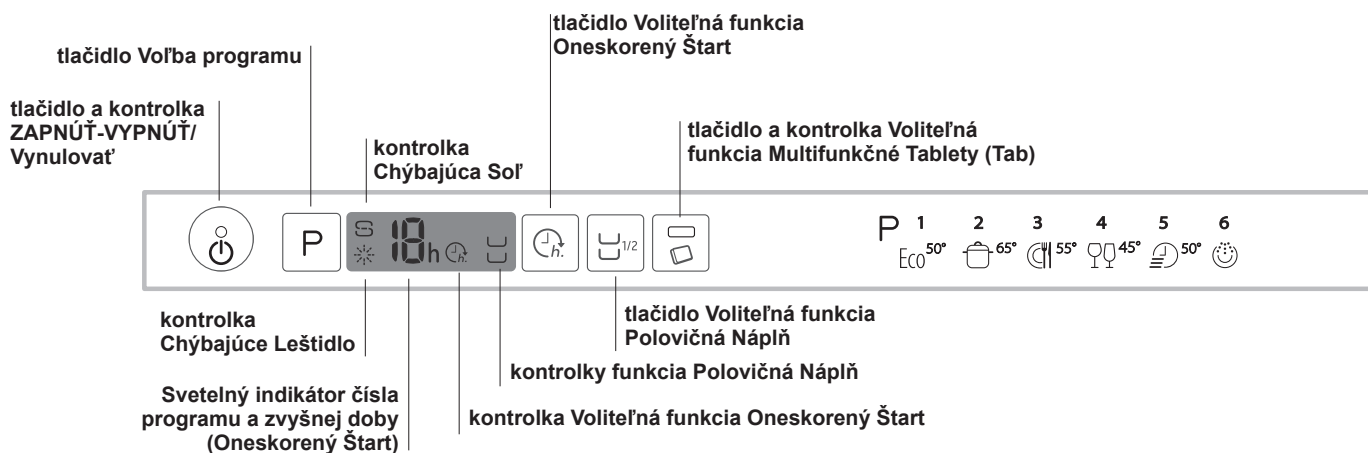 tlačidlo Voliteľná funkcia
Oneskorený Štart
tlačidlo Voľba programu
tlačidlo a kontrolka
ZAPNÚŤ-VYPNÚŤ/
Vynulovať
kontrolka
Chýbajúca Soľ
tlačidlo a kontrolka Voliteľná
funkcia Multifunkčné Tablety (Tab)
P
S
18h
h.
h.
1/2
P 1 2 3 4 5 6
Eco 50° 65° 55° 45° 50°
kontrolka
Chýbajúce Leštidlo
tlačidlo Voliteľná funkcia
Polovičná Náplň
kontrolky funkcia Polovičná Náplň
Svetelný indikátor čísla
programu a zvyšnej doby
(Oneskorený Štart)
kontrolka Voliteľná funkcia Oneskorený Štart